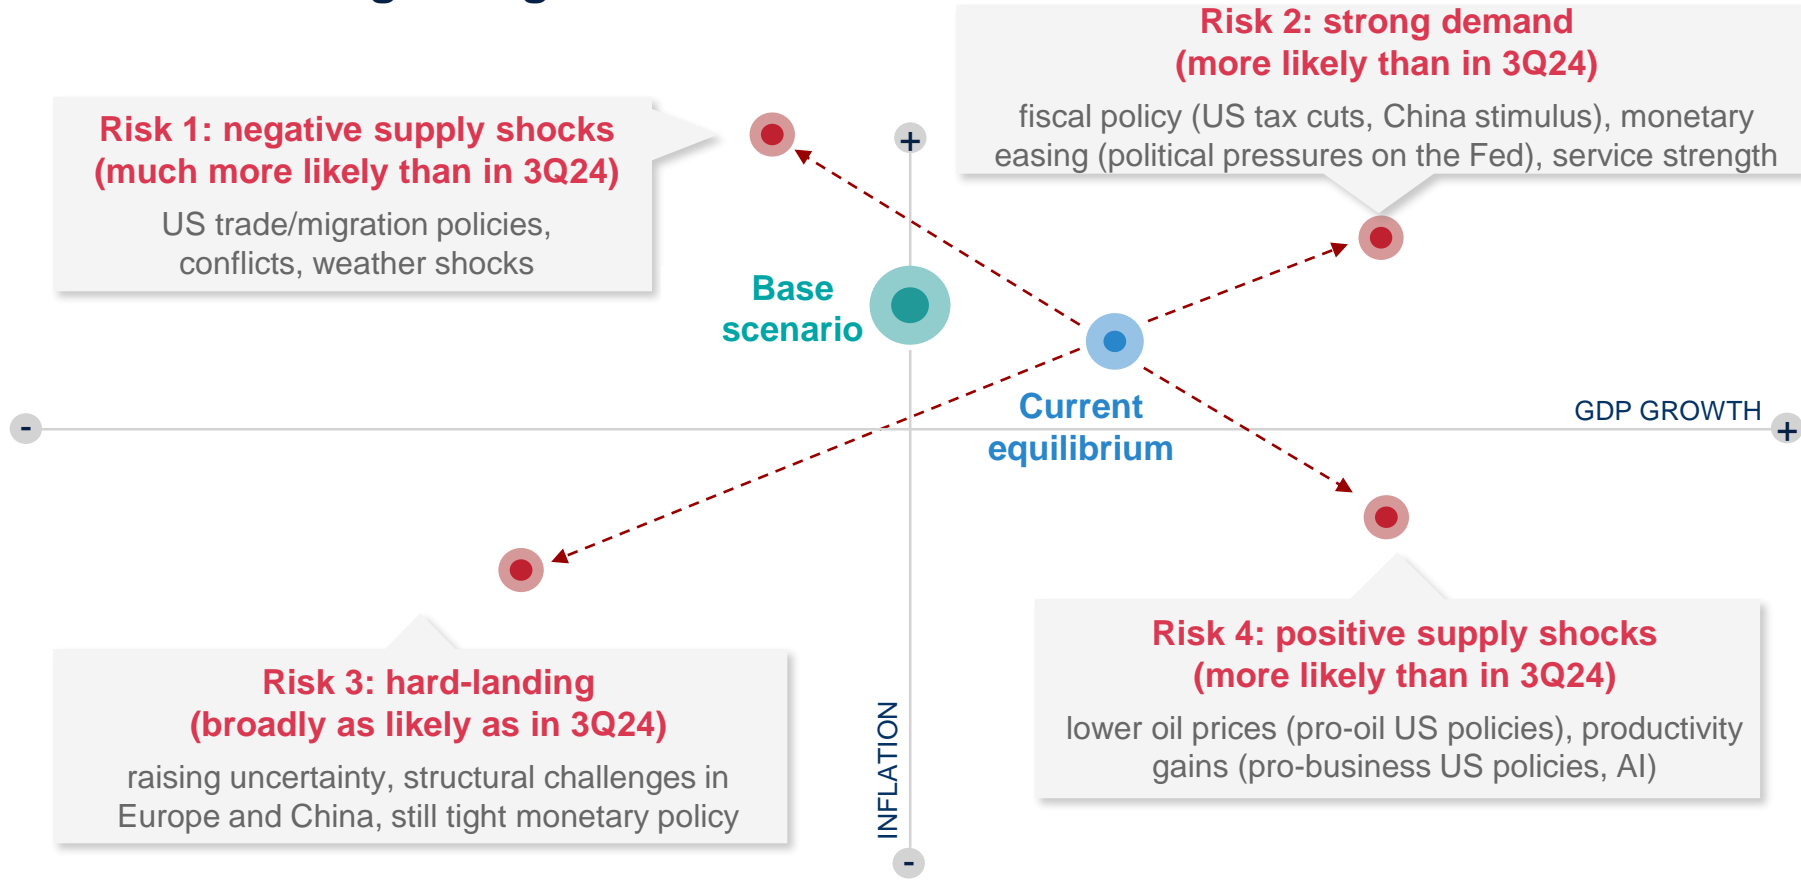 Risk 2: strong demand
(more likely than in 3Q24)
fiscal policy (US tax cuts, China stimulus), monetary
easing (political pressures on the Fed), service strength
Risk 1: negative supply shocks
(much more likely than in 3Q24)
US trade/migration policies,
conflicts, weather shocks
+
Base
scenario
Current
equilibrium
GDP GROWTH
-
+
Risk 3: hard-landing
(broadly as likely as in 3Q24)
raising uncertainty, structural challenges in
Europe and China, still tight monetary policy
INFLATION
-
Risk 4: positive supply shocks
(more likely than in 3Q24)
lower oil prices (pro-oil US policies), productivity
gains (pro-business US policies, AI)